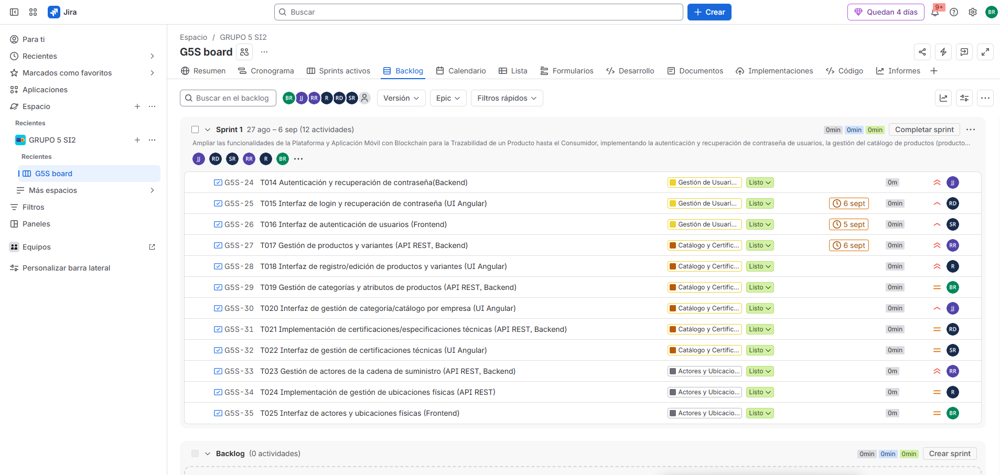 Jira
Buscar
Crear
Quedan 4 días
9+
BR
Para ti
Recientes
Marcados como favoritos
Aplicaciones
Espacio
Recientes
GRUPO 5 SI2
Recientes
G5S board
Más espacios
Filtros
Paneles
Equipos
Personalizar barra lateral
Espacio / GRUPO 5 SI2
G5S board
Resumen Cronograma Sprints activos Backlog Calendario Lista Formularios Desarrollo Documentos Implementaciones Código Informes
Buscar en el backlog BR JJ RR R RD SR Versión Epic Filtros rápidos
Sprint 1 27 ago – 6 sep (12 actividades) 0min 0min 0min Completar sprint
Ampliar las funcionalidades de la Plataforma y Aplicación Móvil con Blockchain para la Trazabilidad de un Producto hasta el Consumidor, implementando la autenticación y recuperación de contraseña de usuarios, la gestión del catálogo de productos (producto...
JJ RD SR RR R BR
G5S-24 T014 Autenticación y recuperación de contraseña(Backend) Gestión de Usuari... Listo 0m JJ
G5S-25 T015 Interfaz de login y recuperación de contraseña (UI Angular) Gestión de Usuari... Listo 6 sept 0min RD
G5S-26 T016 Interfaz de autenticación de usuarios (Frontend) Gestión de Usuari... Listo 5 sept 0min SR
G5S-27 T017 Gestión de productos y variantes (API REST, Backend) Catálogo y Certific... Listo 6 sept 0min RR
G5S-28 T018 Interfaz de registro/edición de productos y variantes (UI Angular) Catálogo y Certific... Listo 0min R
G5S-29 T019 Gestión de categorías y atributos de productos (API REST, Backend) Catálogo y Certific... Listo 0min BR
G5S-30 T020 Interfaz de gestión de categoría/catálogo por empresa (UI Angular) Catálogo y Certific... Listo 0min JJ
G5S-31 T021 Implementación de certificaciones/especificaciones técnicas (API REST, Backend) Catálogo y Certific... Listo 0min RD
G5S-32 T022 Interfaz de gestión de certificaciones técnicas (UI Angular) Catálogo y Certific... Listo 0min SR
G5S-33 T023 Gestión de actores de la cadena de suministro (API REST, Backend) Actores y Ubicacio... Listo 0m RR
G5S-34 T024 Implementación de gestión de ubicaciones físicas (API REST) Actores y Ubicacio... Listo 0m R
G5S-35 T025 Interfaz de actores y ubicaciones físicas (Frontend) Actores y Ubicacio... Listo 0m BR
Backlog (0 actividades) 0min 0min 0min Crear sprint